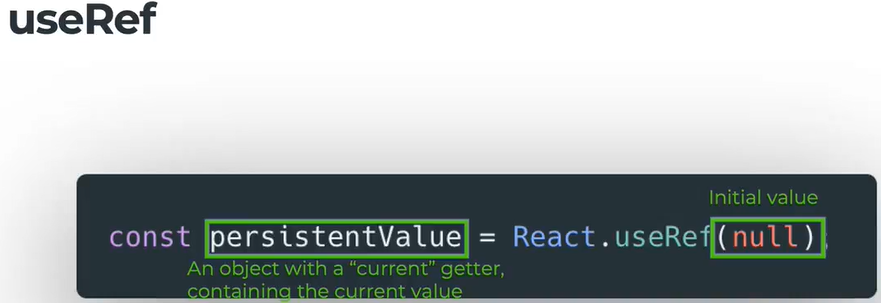 useRef
Initial value
const persistentValue = React.useRef(null);
An object with a “current” getter,
containing the current value